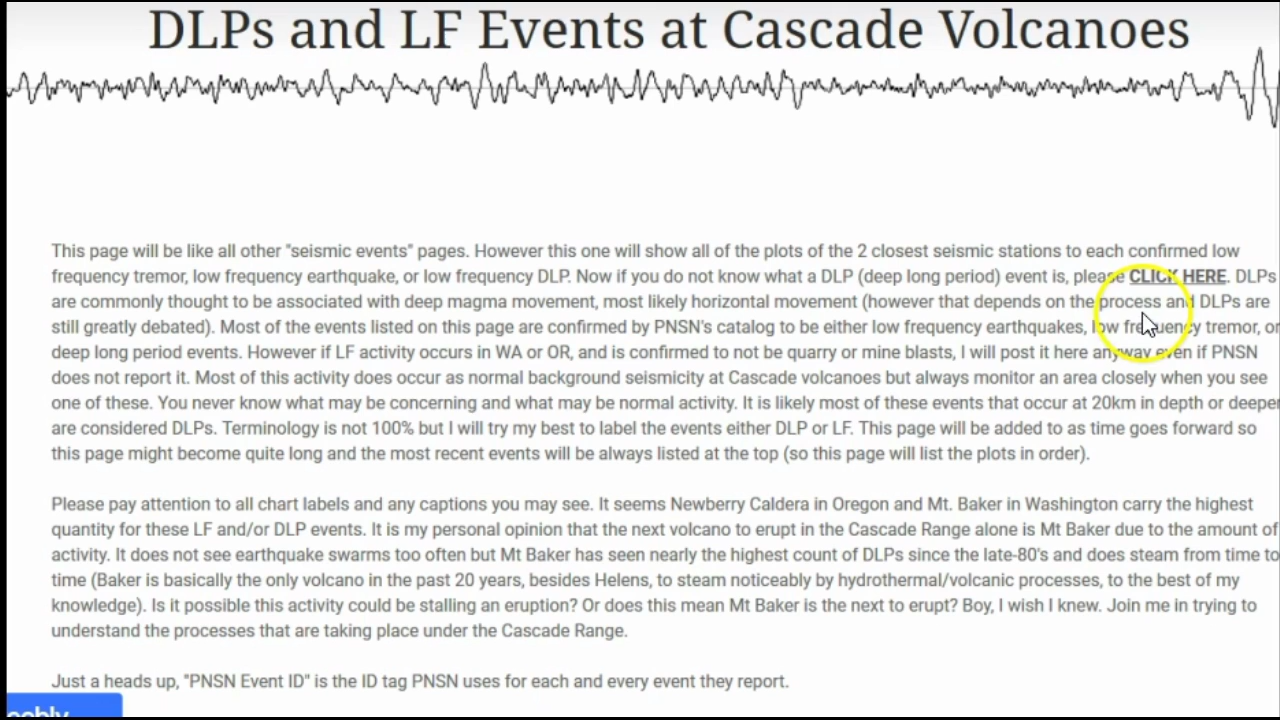 DLPs and LF Events at Cascade Volcanoes
This page will be like all other "seismic events" pages. However this one will show all of the plots of the 2 closest seismic stations to each confirmed low
frequency tremor, low frequency earthquake, or low frequency DLP. Now if you do not know what a DLP (deep long period) event is, please CLICK HERE. DLPs
are commonly thought to be associated with deep magma movement, most likely horizontal movement (however that depends on the process and DLPs are
still greatly debated). Most of the events listed on this page are confirmed by PNSN's catalog to be either low frequency earthquakes, low frequency tremor, or
deep long period events. However if LF activity occurs in WA or OR, and is confirmed to not be quarry or mine blasts, I will post it here anyway even if PNSN
does not report it. Most of this activity does occur as normal background seismicity at Cascade volcanoes but always monitor an area closely when you see
one of these. You never know what may be concerning and what may be normal activity. It is likely most of these events that occur at 20km in depth or deeper
are considered DLPs. Terminology is not 100% but I will try my best to label the events either DLP or LF. This page will be added to as time goes forward so
this page might become quite long and the most recent events will be always listed at the top (so this page will list the plots in order).
Please pay attention to all chart labels and any captions you may see. It seems Newberry Caldera in Oregon and Mt. Baker in Washington carry the highest
quantity for these LF and/or DLP events. It is my personal opinion that the next volcano to erupt in the Cascade Range alone is Mt Baker due to the amount of
activity. It does not see earthquake swarms too often but Mt Baker has seen nearly the highest count of DLPs since the late-80's and does steam from time to
time (Baker is basically the only volcano in the past 20 years, besides Helens, to steam noticeably by hydrothermal/volcanic processes, to the best of my
knowledge). Is it possible this activity could be stalling an eruption? Or does this mean Mt Baker is the next to erupt? Boy, I wish I knew. Join me in trying to
understand the processes that are taking place under the Cascade Range.
Just a heads up, "PNSN Event ID" is the ID tag PNSN uses for each and every event they report.